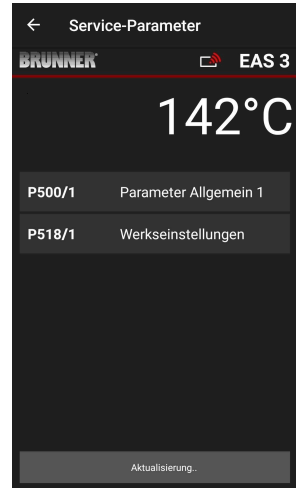 Service-Parameter
BRUNNER EAS 3
142°C
P500/1 Parameter Allgemein 1
P518/1 Werkseinstellungen
Aktualisierung..